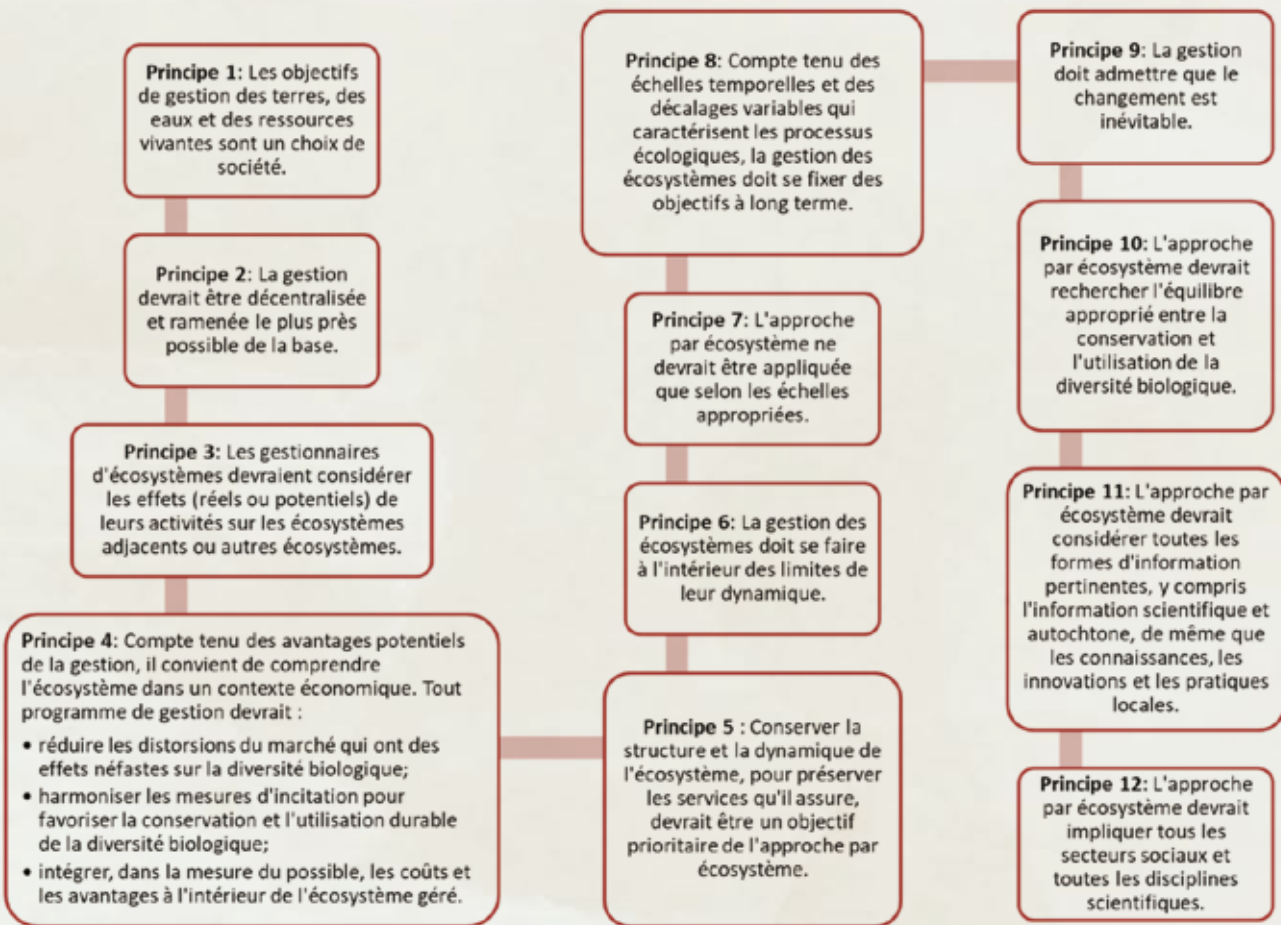 Principe 1: Les objectifs
de gestion des terres, des
eaux et des ressources
vivantes sont un choix de
société.
Principe 2: La gestion
devrait être décentralisée
et ramenée le plus près
possible de la base.
Principe 3: Les gestionnaires
d'écosystèmes devraient considérer
les effets (réels ou potentiels) de
leurs activités sur les écosystèmes
adjacents ou autres écosystèmes.
Principe 4: Compte tenu des avantages potentiels
de la gestion, il convient de comprendre
l'écosystème dans un contexte économique. Tout
programme de gestion devrait :
• réduire les distorsions du marché qui ont des
effets néfastes sur la diversité biologique;
• harmoniser les mesures d'incitation pour
favoriser la conservation et l'utilisation durable
de la diversité biologique;
• intégrer, dans la mesure du possible, les coûts et
les avantages à l'intérieur de l'écosystème géré.
Principe 5 : Conserver la
structure et la dynamique de
l'écosystème, pour préserver
les services qu'il assure,
devrait être un objectif
prioritaire de l'approche par
écosystème.
Principe 6: La gestion des
écosystèmes doit se faire
à l'intérieur des limites de
leur dynamique.
Principe 7: L'approche
par écosystème ne
devrait être appliquée
que selon les échelles
appropriées.
Principe 8: Compte tenu des
échelles temporelles et des
décalages variables qui
caractérisent les processus
écologiques, la gestion des
écosystèmes doit se fixer des
objectifs à long terme.
Principe 9: La gestion
doit admettre que le
changement est
inévitable.
Principe 10: L'approche
par écosystème devrait
rechercher l'équilibre
approprié entre la
conservation et
l'utilisation de la
diversité biologique.
Principe 11: L'approche par
écosystème devrait
considérer toutes les
formes d'information
pertinentes, y compris
l'information scientifique et
autochtone, de même que
les connaissances, les
innovations et les pratiques
locales.
Principe 12: L'approche
par écosystème devrait
impliquer tous les
secteurs sociaux et
toutes les disciplines
scientifiques.